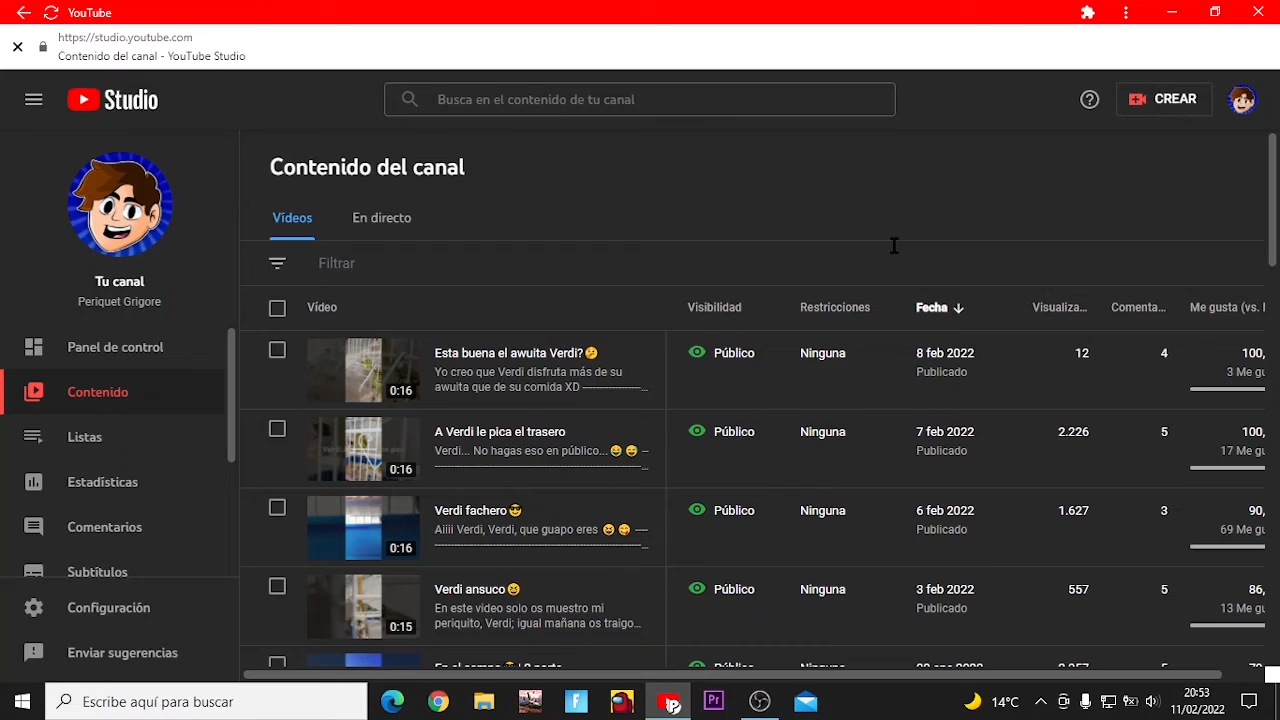 YouTube
https://studio.youtube.com
Contenido del canal - YouTube Studio
Studio
Busca en el contenido de tu canal
CREAR
Tu canal
Periquet Grigore
Panel de control
Contenido
Listas
Estadísticas
Comentarios
Subtítulos
Configuración
Enviar sugerencias
Contenido del canal
Vídeos En directo
Filtrar
Vídeo Visibilidad Restricciones Fecha Visualiza... Comenta... Me gusta (vs.
0:16
Esta buena el awuita Verdi?🤔
Yo creo que Verdi disfruta más de su
awuita que de su comida XD ----------------...
Público Ninguna 8 feb 2022 12 4 100,
Publicado 3 Me gu
0:16
A Verdi le pica el trasero
Verdi... No hagas eso en público... 😅 😅 --
Público Ninguna 7 feb 2022 2.226 5 100,
Publicado 17 Me gu
0:16
Verdi fachero😎
Aiiii Verdi, Verdi, que guapo eres 😆 😋 ----
Público Ninguna 6 feb 2022 1.627 3 90,
Publicado 69 Me gu
0:15
Verdi ansuco😆
En este video solo os muestro mi
periquito, Verdi; igual mañana os traigo...
Público Ninguna 3 feb 2022 557 5 86,
Publicado 13 Me gu
Escribe aquí para buscar
Pr
14°C
20:53
11/02/2022